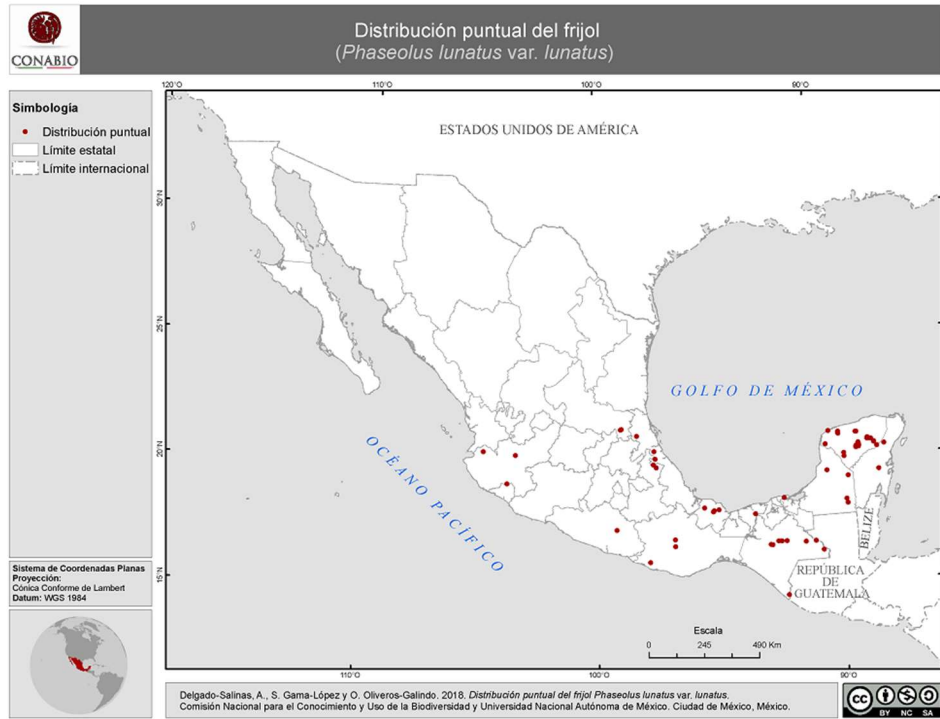 CONABIO
Distribución puntual del frijol
(Phaseolus lunatus var. lunatus)
Simbología
Distribución puntual
Límite estatal
Límite internacional
120°O
110°O
100°O
90°O
ESTADOS UNIDOS DE AMÉRICA
30°N
25°N
20°N
15°N
GOLFO DE MÉXICO
OCÉANO PACÍFICO
BELIZE
REPÚBLICA
DE
GUATEMALA
Escala
0 245 490 Km
110°O
100°O
90°O
Sistema de Coordenadas Planas
Proyección:
Cónica Conforme de Lambert
Datum: WGS 1984
Delgado-Salinas, A., S. Gama-López y O. Oliveros-Galindo. 2018. Distribución puntual del frijol Phaseolus lunatus var. lunatus.
Comisión Nacional para el Conocimiento y Uso de la Biodiversidad y Universidad Nacional Autónoma de México. Ciudad de México, México.
cc
BY NC SA